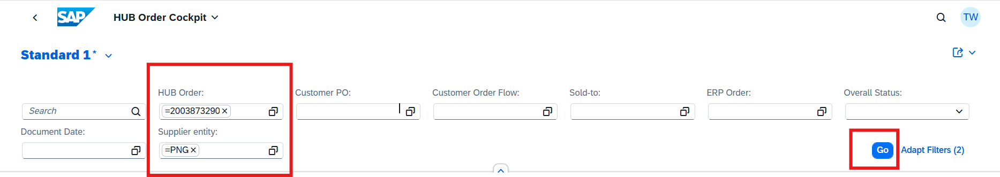 SAP HUB Order Cockpit TW
Standard 1 *
HUB Order: Customer PO: Customer Order Flow: Sold-to: ERP Order: Overall Status:
Search =2003873290
Document Date: Supplier entity:
=PNG Go Adapt Filters (2)